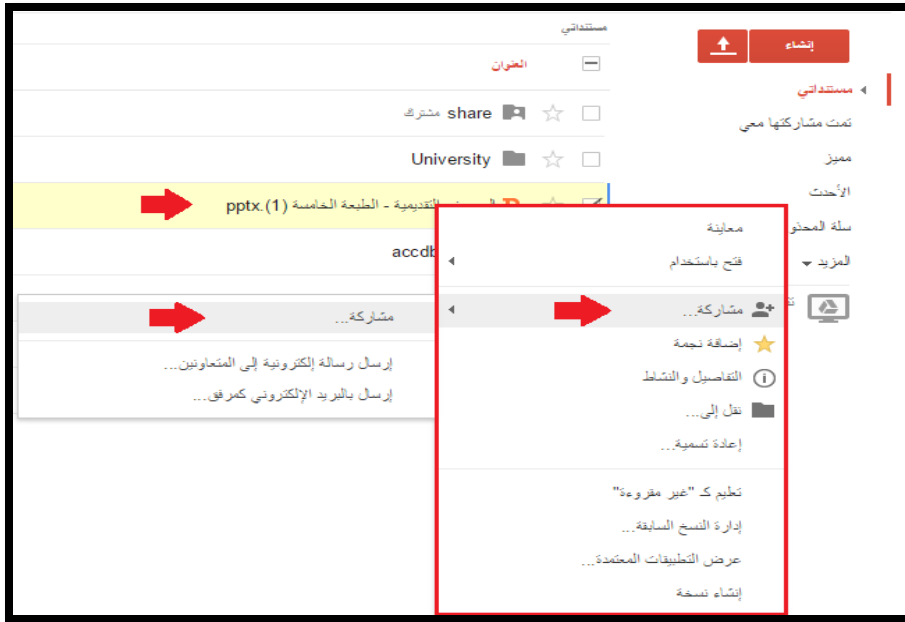 إنشاء
مستنداتي
تمت مشاركتها معي
مميز
الأحدث
سلة
المزيد
مستنداتي
العنوان
share مشترك
University
التقديمية - الطبعة الخامسة (1).pptx
معاينة
فتح باستخدام
مشاركة...
إضافة نجمة
التفاصيل والنشاط
نقل إلى...
إعادة تسمية...
تعليم كـ "غير مقروءة"
إدارة النسخ السابقة...
عرض التطبيقات المعتمدة...
إنشاء نسخة
مشاركة...
إرسال رسالة إلكترونية إلى المتعاونين...
إرسال بالبريد الإلكتروني كمرفق...